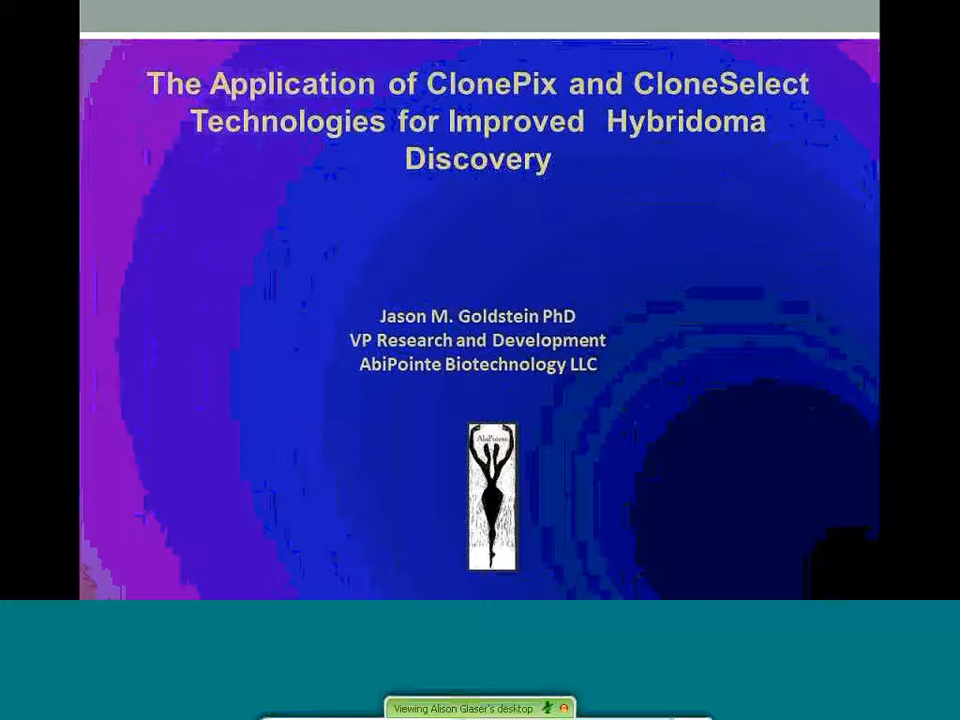 The Application of ClonePix and CloneSelect
Technologies for Improved Hybridoma
Discovery
Jason M. Goldstein PhD
VP Research and Development
AbiPointe Biotechnology LLC
AbiPointe
Viewing Alison Glaser's desktop